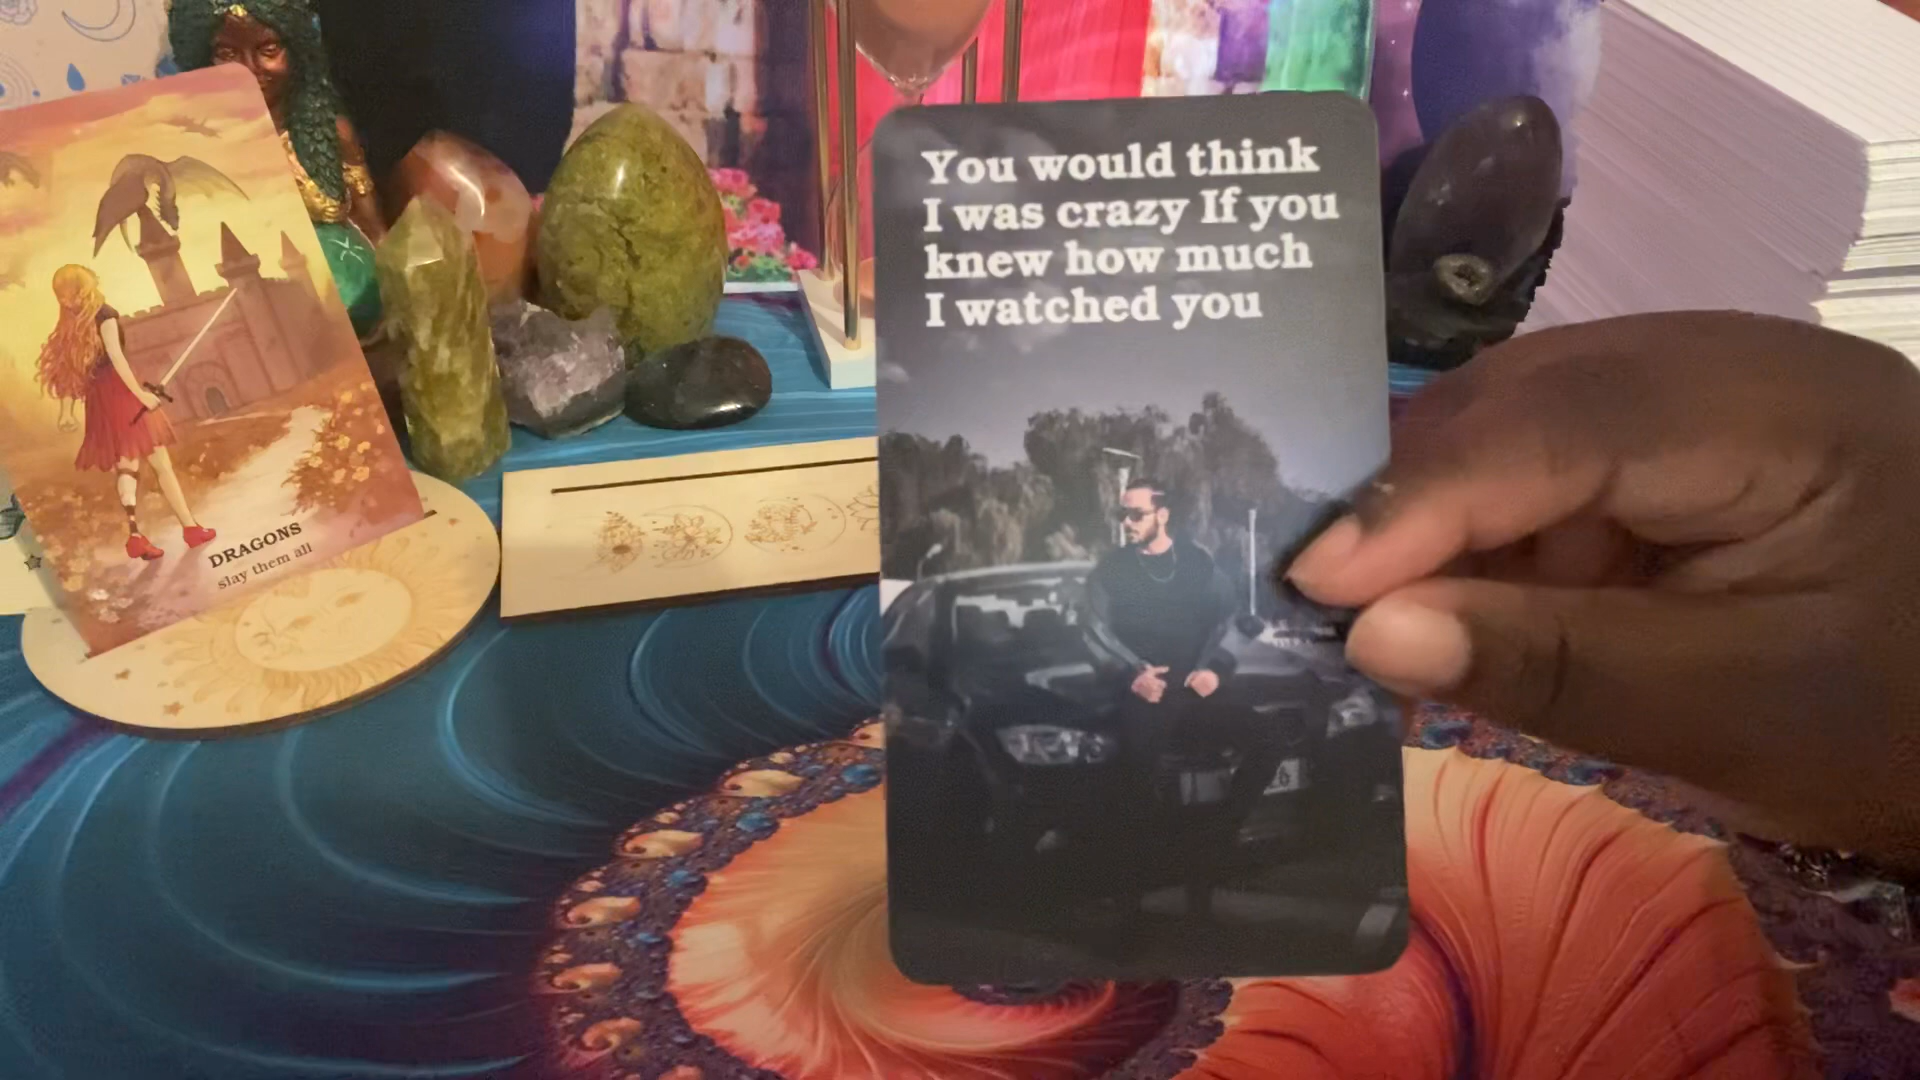 You would think
I was crazy If you
knew how much
I watched you
DRAGONS
slay them all